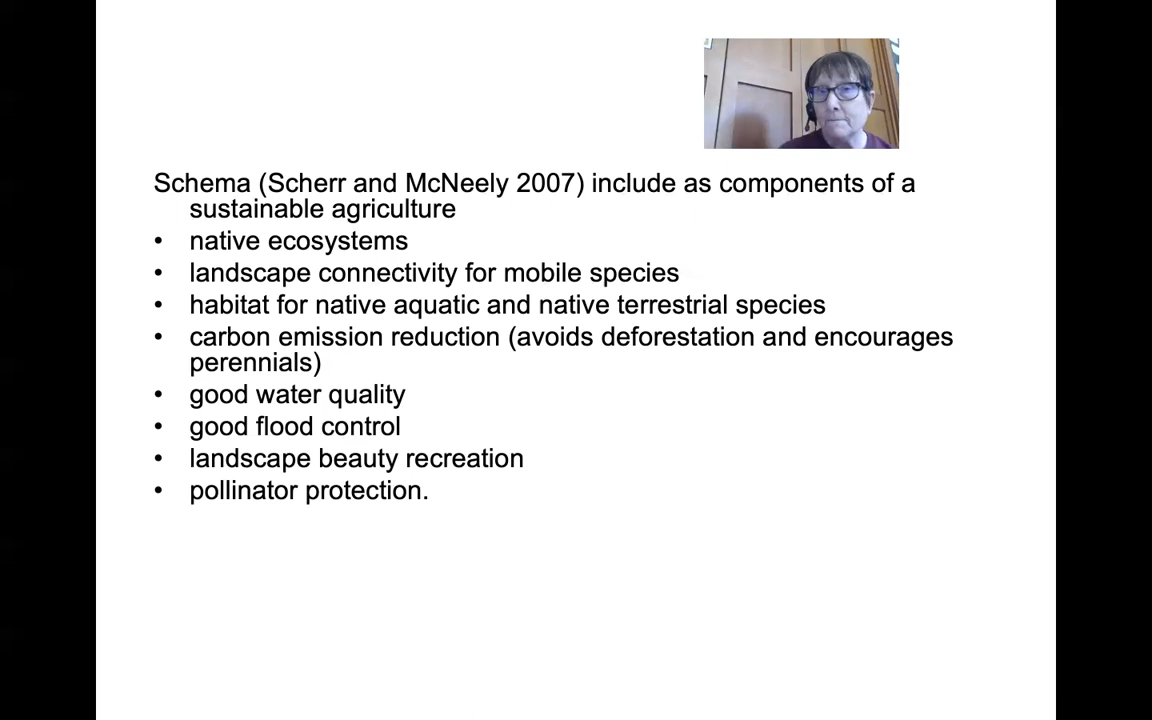 Schema (Scherr and McNeely 2007) include as components of a
sustainable agriculture
• native ecosystems
• landscape connectivity for mobile species
• habitat for native aquatic and native terrestrial species
• carbon emission reduction (avoids deforestation and encourages
perennials)
• good water quality
• good flood control
• landscape beauty recreation
• pollinator protection.